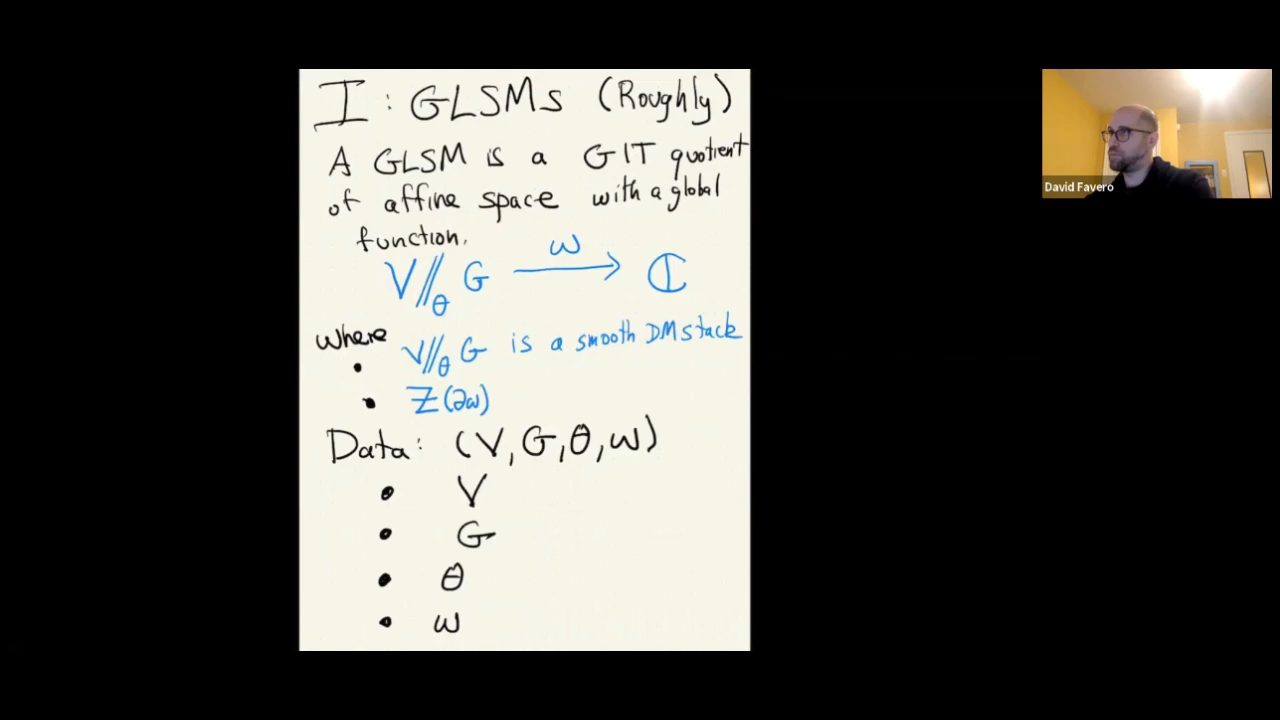 I : GLSMs (Roughly)
A GLSM is a GIT quotient
of affine space with a global
function.
V//θ G →^w ℂ
where
• V//θ G is a smooth DM stack
• Z(∂w)
Data: (V, G, θ, w)
• V
• G
• θ
• w
David Favero